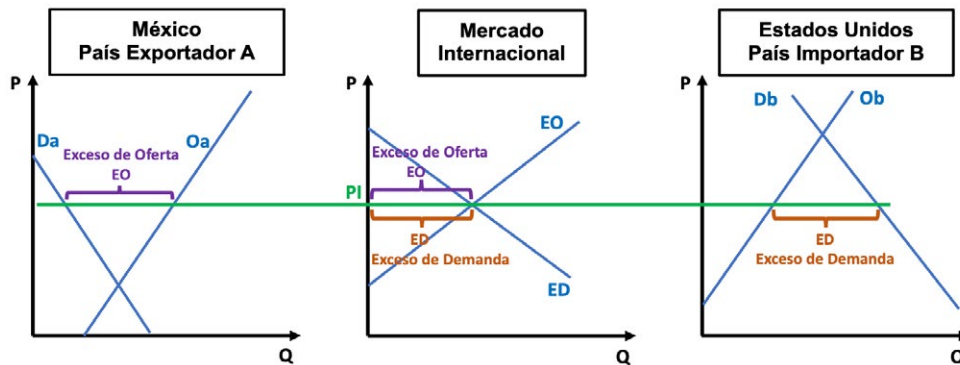 México
País Exportador A
Mercado
Internacional
Estados Unidos
País Importador B
P
Da
Oa
Exceso de Oferta
EO
Q
P
EO
Exceso de Oferta
EO
PI
ED
Exceso de Demanda
ED
Q
P
Db
Ob
ED
Exceso de Demanda